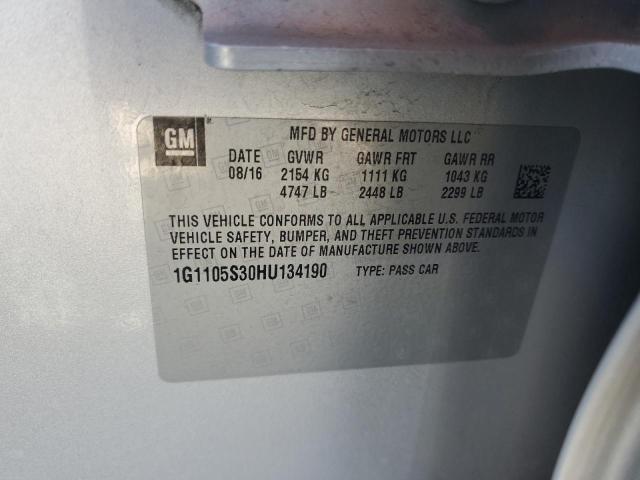 GM
MFD BY GENERAL MOTORS LLC
DATE GVWR GAWR FRT GAWR RR
08/16 2154 KG 1111 KG 1043 KG
4747 LB 2448 LB 2299 LB
THIS VEHICLE CONFORMS TO ALL APPLICABLE U.S. FEDERAL MOTOR
VEHICLE SAFETY, BUMPER, AND THEFT PREVENTION STANDARDS IN
EFFECT ON THE DATE OF MANUFACTURE SHOWN ABOVE.
1G1105S30HU134190 TYPE: PASS CAR